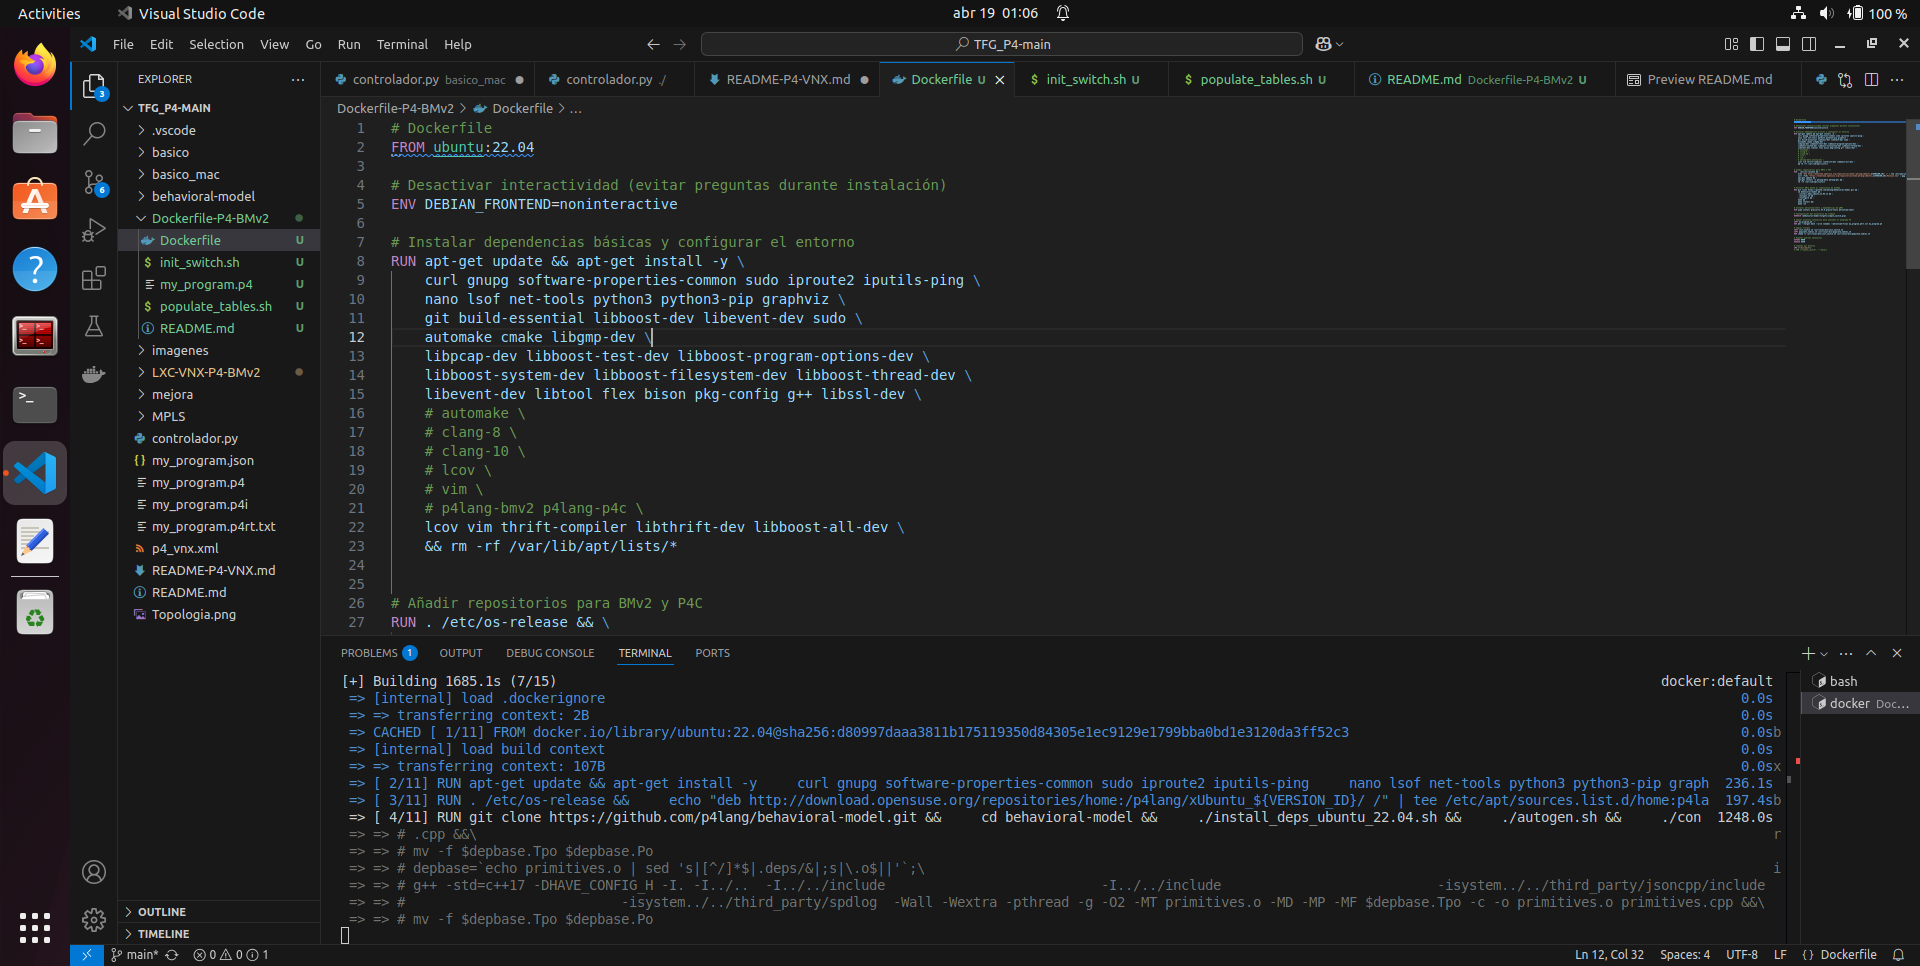 Activities
Visual Studio Code
abr 19 01:06
100 %
File Edit Selection View Go Run Terminal Help
TFG_P4-main
EXPLORER
controlador.py basico_mac
controlador.py ./
README-P4-VNX.md
Dockerfile U
init_switch.sh U
populate_tables.sh U
README.md Dockerfile-P4-BMv2 U
Preview README.md
3
6
TFG_P4-MAIN
.vscode
basico
basico_mac
behavioral-model
Dockerfile-P4-BMv2
Dockerfile U
init_switch.sh U
my_program.p4 U
populate_tables.sh U
README.md U
imagenes
LXC-VNX-P4-BMv2
mejora
MPLS
controlador.py
my_program.json
my_program.p4
my_program.p4i
my_program.p4rt.txt
p4_vnx.xml
README-P4-VNX.md
README.md
Topologia.png
OUTLINE
TIMELINE
Dockerfile-P4-BMv2 > Dockerfile > ...
1 # Dockerfile
2 FROM ubuntu:22.04
3
4 # Desactivar interactividad (evitar preguntas durante instalación)
5 ENV DEBIAN_FRONTEND=noninteractive
6
7 # Instalar dependencias básicas y configurar el entorno
8 RUN apt-get update && apt-get install -y \
9 curl gnupg software-properties-common sudo iproute2 iputils-ping \
10 nano lsof net-tools python3 python3-pip graphviz \
11 git build-essential libboost-dev libevent-dev sudo \
12 automake cmake libgmp-dev \
13 libpcap-dev libboost-test-dev libboost-program-options-dev \
14 libboost-system-dev libboost-filesystem-dev libboost-thread-dev \
15 libevent-dev libtool flex bison pkg-config g++ libssl-dev \
16 # automake \
17 # clang-8 \
18 # clang-10 \
19 # lcov \
20 # vim \
21 # p4lang-bmv2 p4lang-p4c \
22 lcov vim thrift-compiler libthrift-dev libboost-all-dev \
23 && rm -rf /var/lib/apt/lists/*
24
25
26 # Añadir repositorios para BMv2 y P4C
27 RUN . /etc/os-release && \
PROBLEMS 1 OUTPUT DEBUG CONSOLE TERMINAL PORTS
bash
docker Doc...
[+] Building 1685.1s (7/15) docker:default
=> [internal] load .dockerignore 0.0s
=> => transferring context: 2B 0.0s
=> CACHED [ 1/11] FROM docker.io/library/ubuntu:22.04@sha256:d80997daaa3811b175119350d84305e1ec9129e1799bba0bd1e3120da3ff52c3 0.0sb
=> [internal] load build context 0.0s
=> => transferring context: 107B 0.0sx
=> [ 2/11] RUN apt-get update && apt-get install -y curl gnupg software-properties-common sudo iproute2 iputils-ping nano lsof net-tools python3 python3-pip graph 236.1s
=> [ 3/11] RUN . /etc/os-release && echo "deb http://download.opensuse.org/repositories/home:/p4lang/xUbuntu_${VERSION_ID}/ /" | tee /etc/apt/sources.list.d/home:p4la 197.4sb
=> [ 4/11] RUN git clone https://github.com/p4lang/behavioral-model.git && cd behavioral-model && ./install_deps_ubuntu_22.04.sh && ./autogen.sh && ./con 1248.0s
=> => # .cpp &&\ r
=> => # mv -f $depbase.Tpo $depbase.Po
=> => # depbase=`echo primitives.o | sed 's|[^/]*$|.deps/&|;s|\.o$||'`;\ i
=> => # g++ -std=c++17 -DHAVE_CONFIG_H -I. -I../.. -I../../include -I../../include -isystem../../third_party/jsoncpp/include
=> => # -isystem../../third_party/spdlog -Wall -Wextra -pthread -g -O2 -MT primitives.o -MD -MP -MF $depbase.Tpo -c -o primitives.o primitives.cpp &&\
=> => # mv -f $depbase.Tpo $depbase.Po
main* 0 0 1
Ln 12, Col 32 Spaces: 4 UTF-8 LF {} Dockerfile